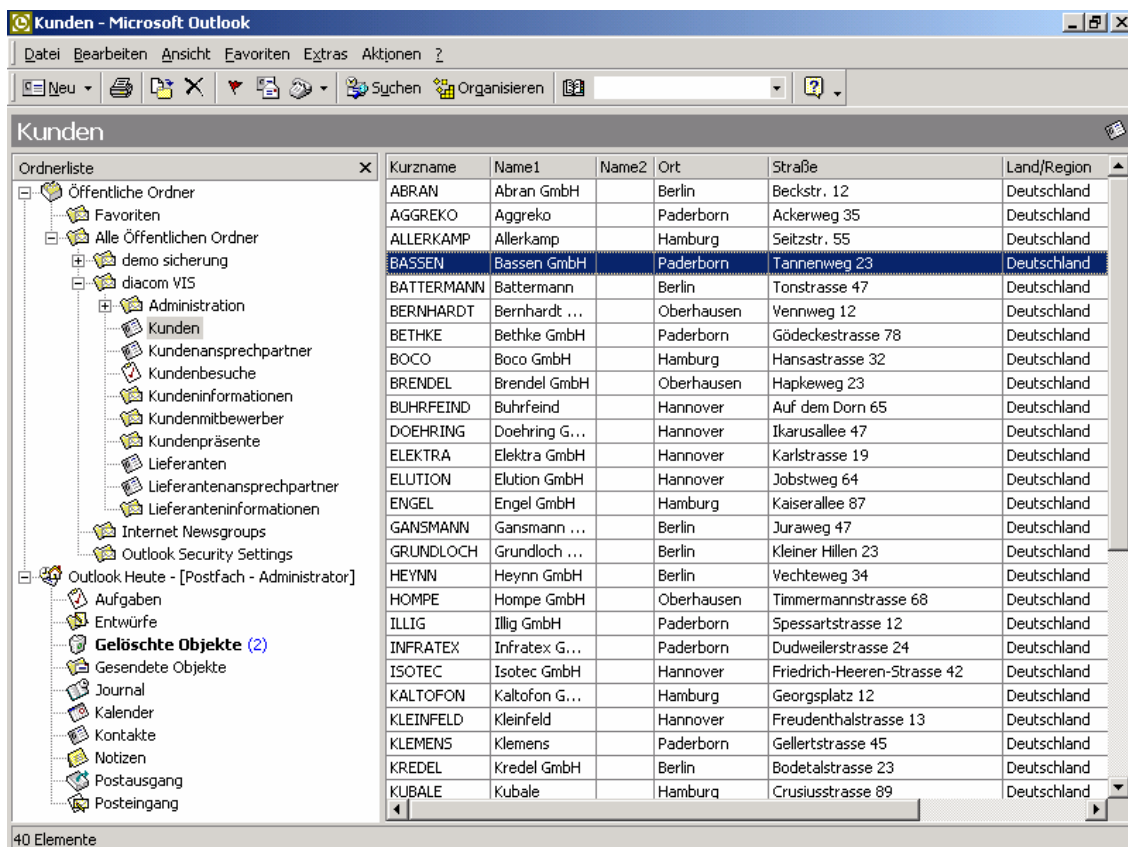 Kunden - Microsoft Outlook
Datei Bearbeiten Ansicht Favoriten Extras Aktionen ?
Neu Suchen Organisieren
Kunden
Ordnerliste
Öffentliche Ordner
Favoriten
Alle Öffentlichen Ordner
demo sicherung
diacom VIS
Administration
Kunden
Kundenansprechpartner
Kundenbesuche
Kundeninformationen
Kundenmitbewerber
Kundenpräsente
Lieferanten
Lieferantenansprechpartner
Lieferanteninformationen
Internet Newsgroups
Outlook Security Settings
Outlook Heute - [Postfach - Administrator]
Aufgaben
Entwürfe
Gelöschte Objekte (2)
Gesendete Objekte
Journal
Kalender
Kontakte
Notizen
Postausgang
Posteingang
Kurzname Name1 Name2 Ort Straße Land/Region
ABRAN Abran GmbH Berlin Beckstr. 12 Deutschland
AGGREKO Aggreko Paderborn Ackerweg 35 Deutschland
ALLERKAMP Allerkamp Hamburg Seitzstr. 55 Deutschland
BASSEN Bassen GmbH Paderborn Tannenweg 23 Deutschland
BATTERMANN Battermann Berlin Tonstrasse 47 Deutschland
BERNHARDT Bernhardt ... Oberhausen Vennweg 12 Deutschland
BETHKE Bethke GmbH Paderborn Gödeckestrasse 78 Deutschland
BOCO Boco GmbH Hamburg Hansastrasse 32 Deutschland
BRENDEL Brendel GmbH Oberhausen Hapkeweg 23 Deutschland
BUHRFEIND Buhrfeind Hannover Auf dem Dorn 65 Deutschland
DOEHRING Doehring G... Hannover Ikarusallee 47 Deutschland
ELEKTRA Elektra GmbH Hannover Karlstrasse 19 Deutschland
ELUTION Elution GmbH Hannover Jobstweg 64 Deutschland
ENGEL Engel GmbH Hamburg Kaiserallee 87 Deutschland
GANSMANN Gansmann ... Berlin Juraweg 47 Deutschland
GRUNDLOCH Grundloch ... Berlin Kleiner Hillen 23 Deutschland
HEYNN Heynn GmbH Berlin Vechteweg 34 Deutschland
HOMPE Hompe GmbH Oberhausen Timmermannstrasse 68 Deutschland
ILLIG Illig GmbH Paderborn Spessartstrasse 12 Deutschland
INFRATEX Infratex G... Paderborn Dudweilerstrasse 24 Deutschland
ISOTEC Isotec GmbH Hannover Friedrich-Heeren-Strasse 42 Deutschland
KALTOFON Kaltofon G... Hamburg Georgsplatz 12 Deutschland
KLEINFELD Kleinfeld Hannover Freudenthalstrasse 13 Deutschland
KLEMENS Klemens Paderborn Gellertstrasse 45 Deutschland
KREDEL Kredel GmbH Berlin Bodetalstrasse 23 Deutschland
KUBALE Kubale Hamburg Crusiusstrasse 89 Deutschland
40 Elemente